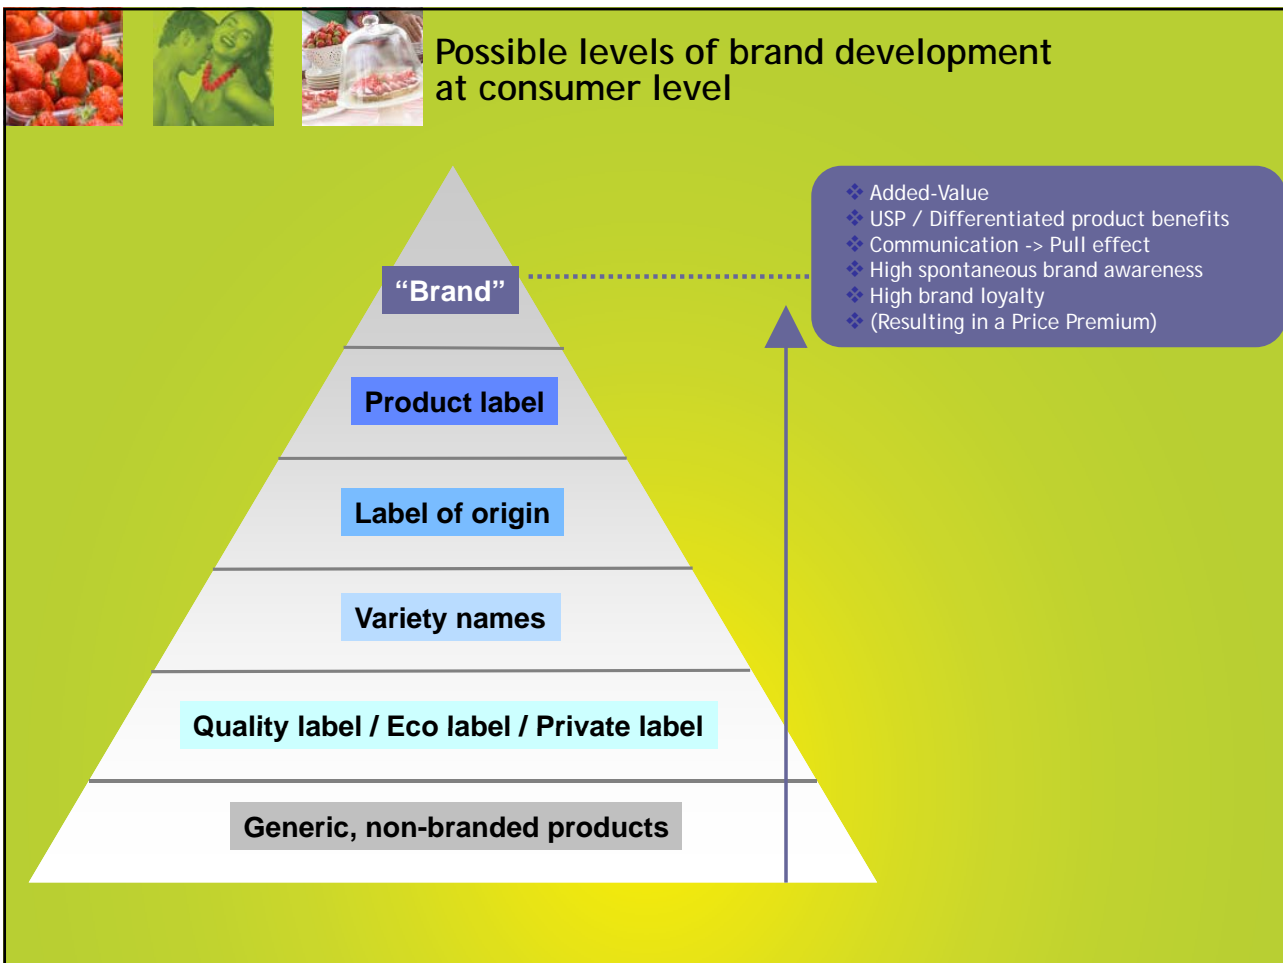 Possible levels of brand development
at consumer level
❖ Added-Value
❖ USP / Differentiated product benefits
❖ Communication -> Pull effect
❖ High spontaneous brand awareness
❖ High brand loyalty
❖ (Resulting in a Price Premium)
“Brand”
Product label
Label of origin
Variety names
Quality label / Eco label / Private label
Generic, non-branded products